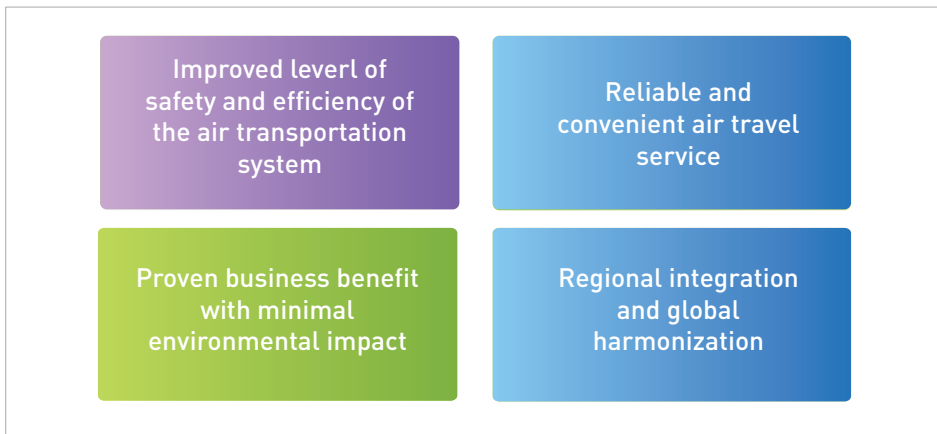 Improved leverl of
safety and efficiency of
the air transportation
system
Reliable and
convenient air travel
service
Proven business benefit
with minimal
environmental impact
Regional integration
and global
harmonization